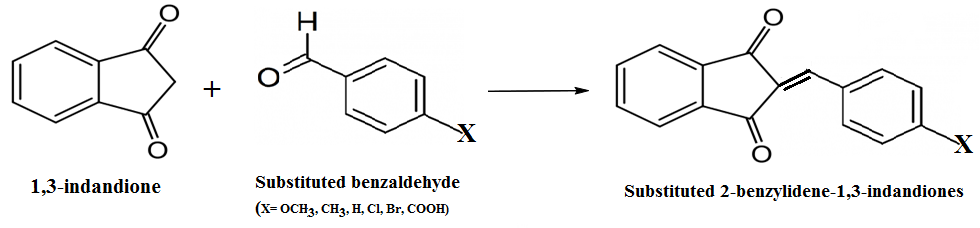 O
H
O
O
O
+
X
X
O
O
1,3-indandione
Substituted benzaldehyde
(X= OCH₃, CH₃, H, Cl, Br, COOH)
Substituted 2-benzylidene-1,3-indandiones